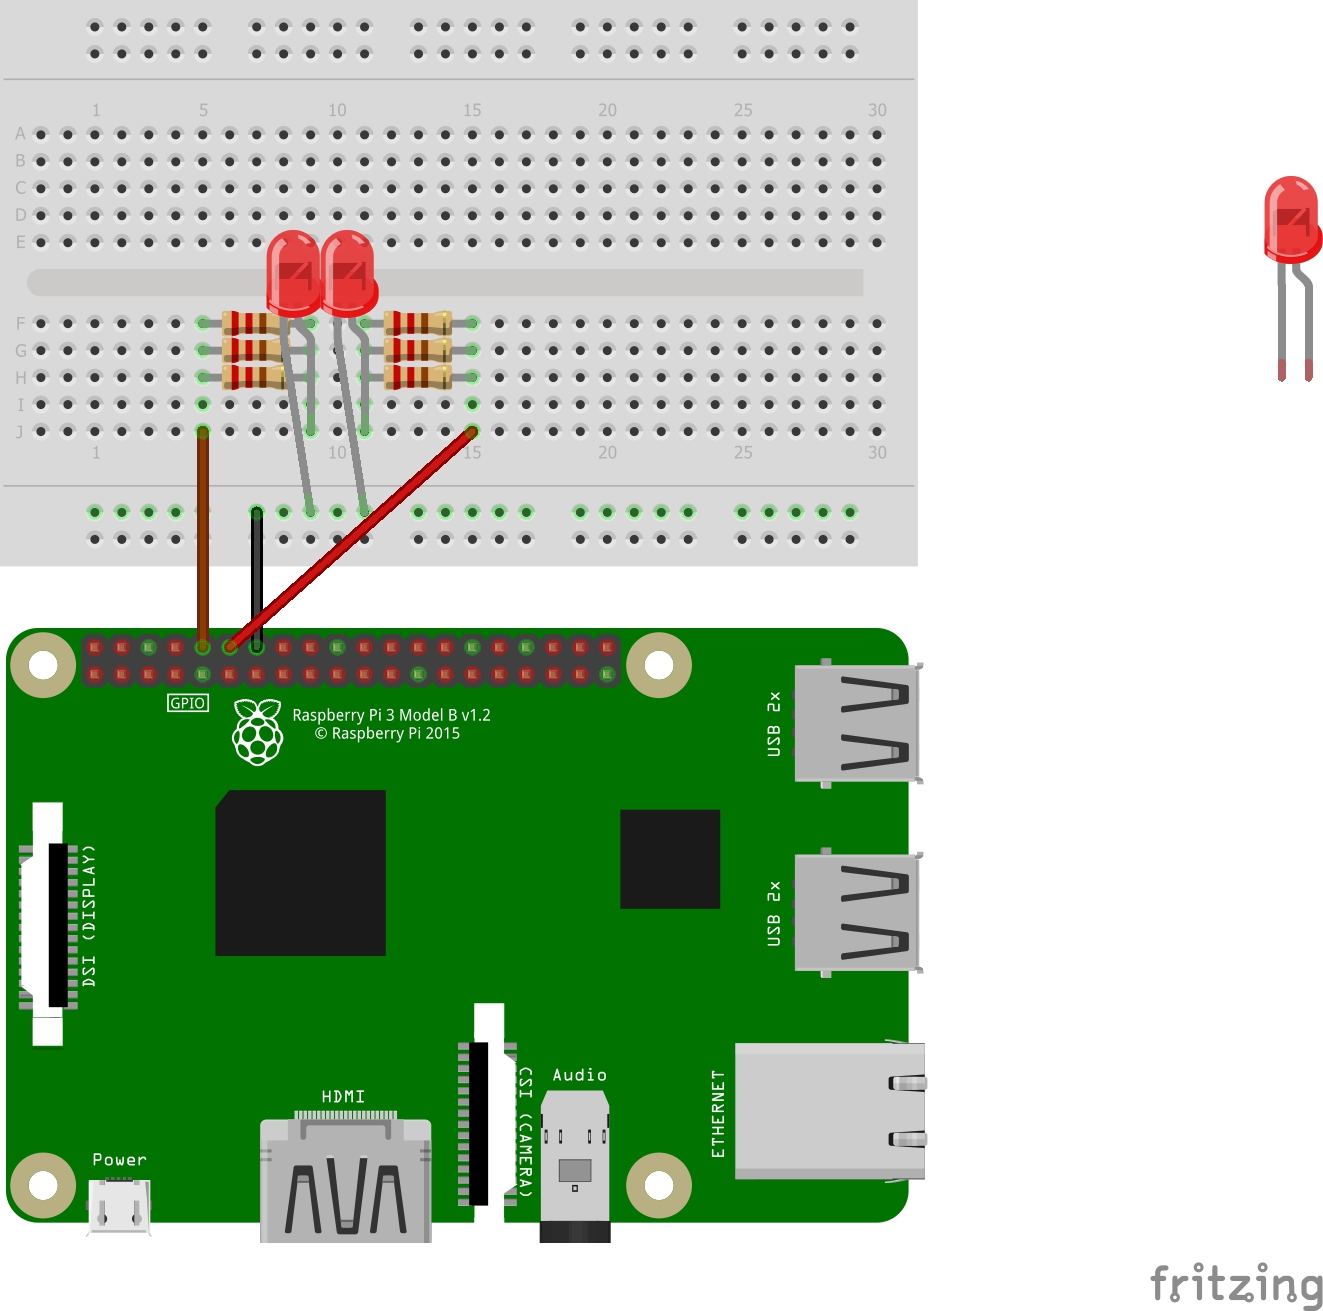 1 5 10 15 20 25 30
A
B
C
D
E
F
G
H
I
J
1 10 15 20 25 30
GPIO
Raspberry Pi 3 Model B v1.2
© Raspberry Pi 2015
USB 2x
DSI (DISPLAY)
USB 2x
HDMI
CSI (CAMERA)
Audio
ETHERNET
Power
fritzing